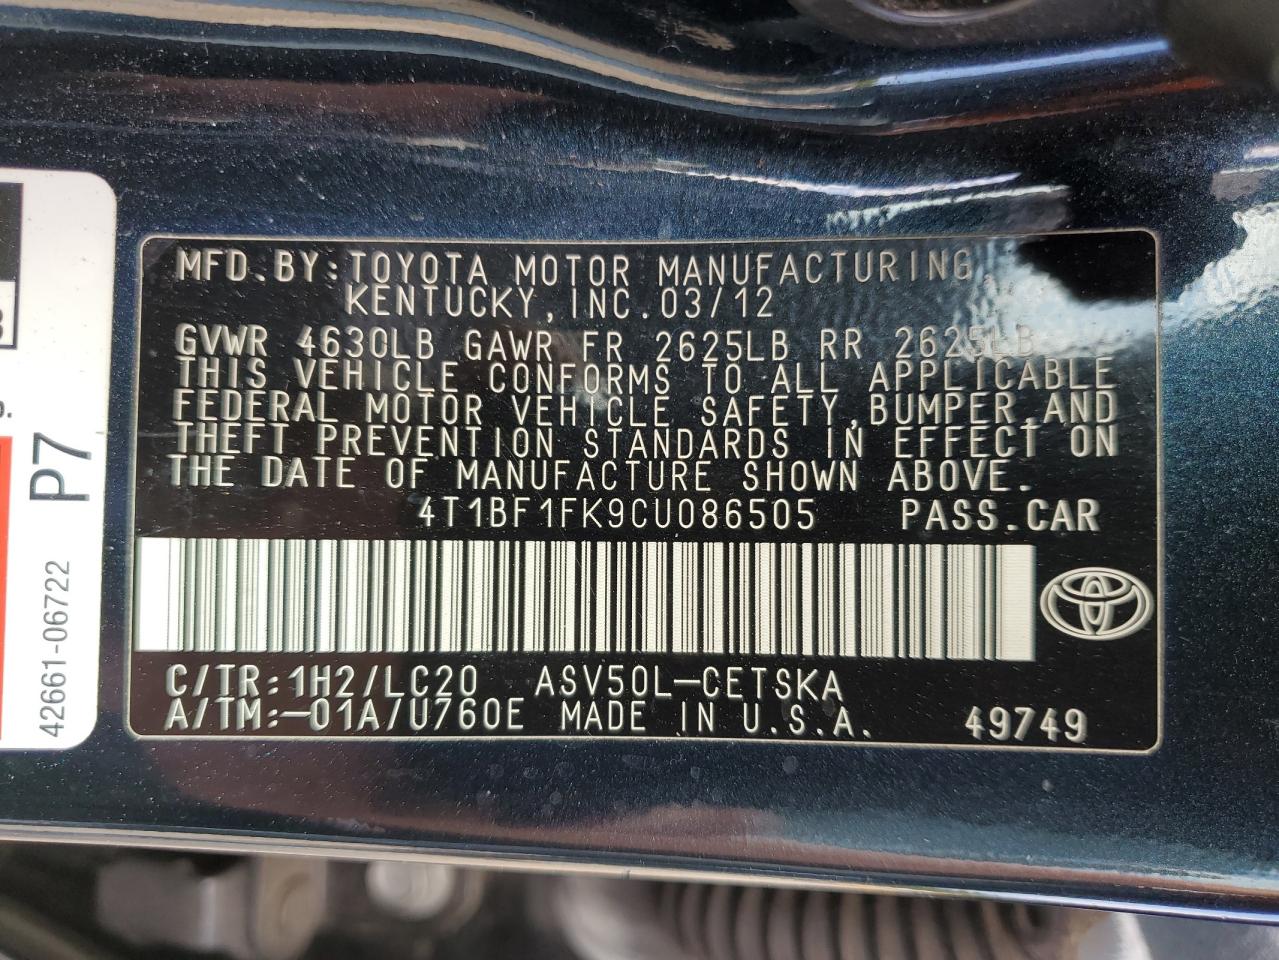 MFD.BY:TOYOTA MOTOR MANUFACTURING,
KENTUCKY,INC.03/12
GVWR 4630LB GAWR FR 2625LB RR 2625LB
THIS VEHICLE CONFORMS TO ALL APPLICABLE
FEDERAL MOTOR VEHICLE SAFETY,BUMPER,AND
THEFT PREVENTION STANDARDS IN EFFECT ON
THE DATE OF MANUFACTURE SHOWN ABOVE.
4T1BF1FK9CU086505 PASS.CAR
C/TR:1H2/LC20 ASV50L-CETSKA
A/TM:-01A/U760E MADE IN U.S.A. 49749
P7
42661-06722